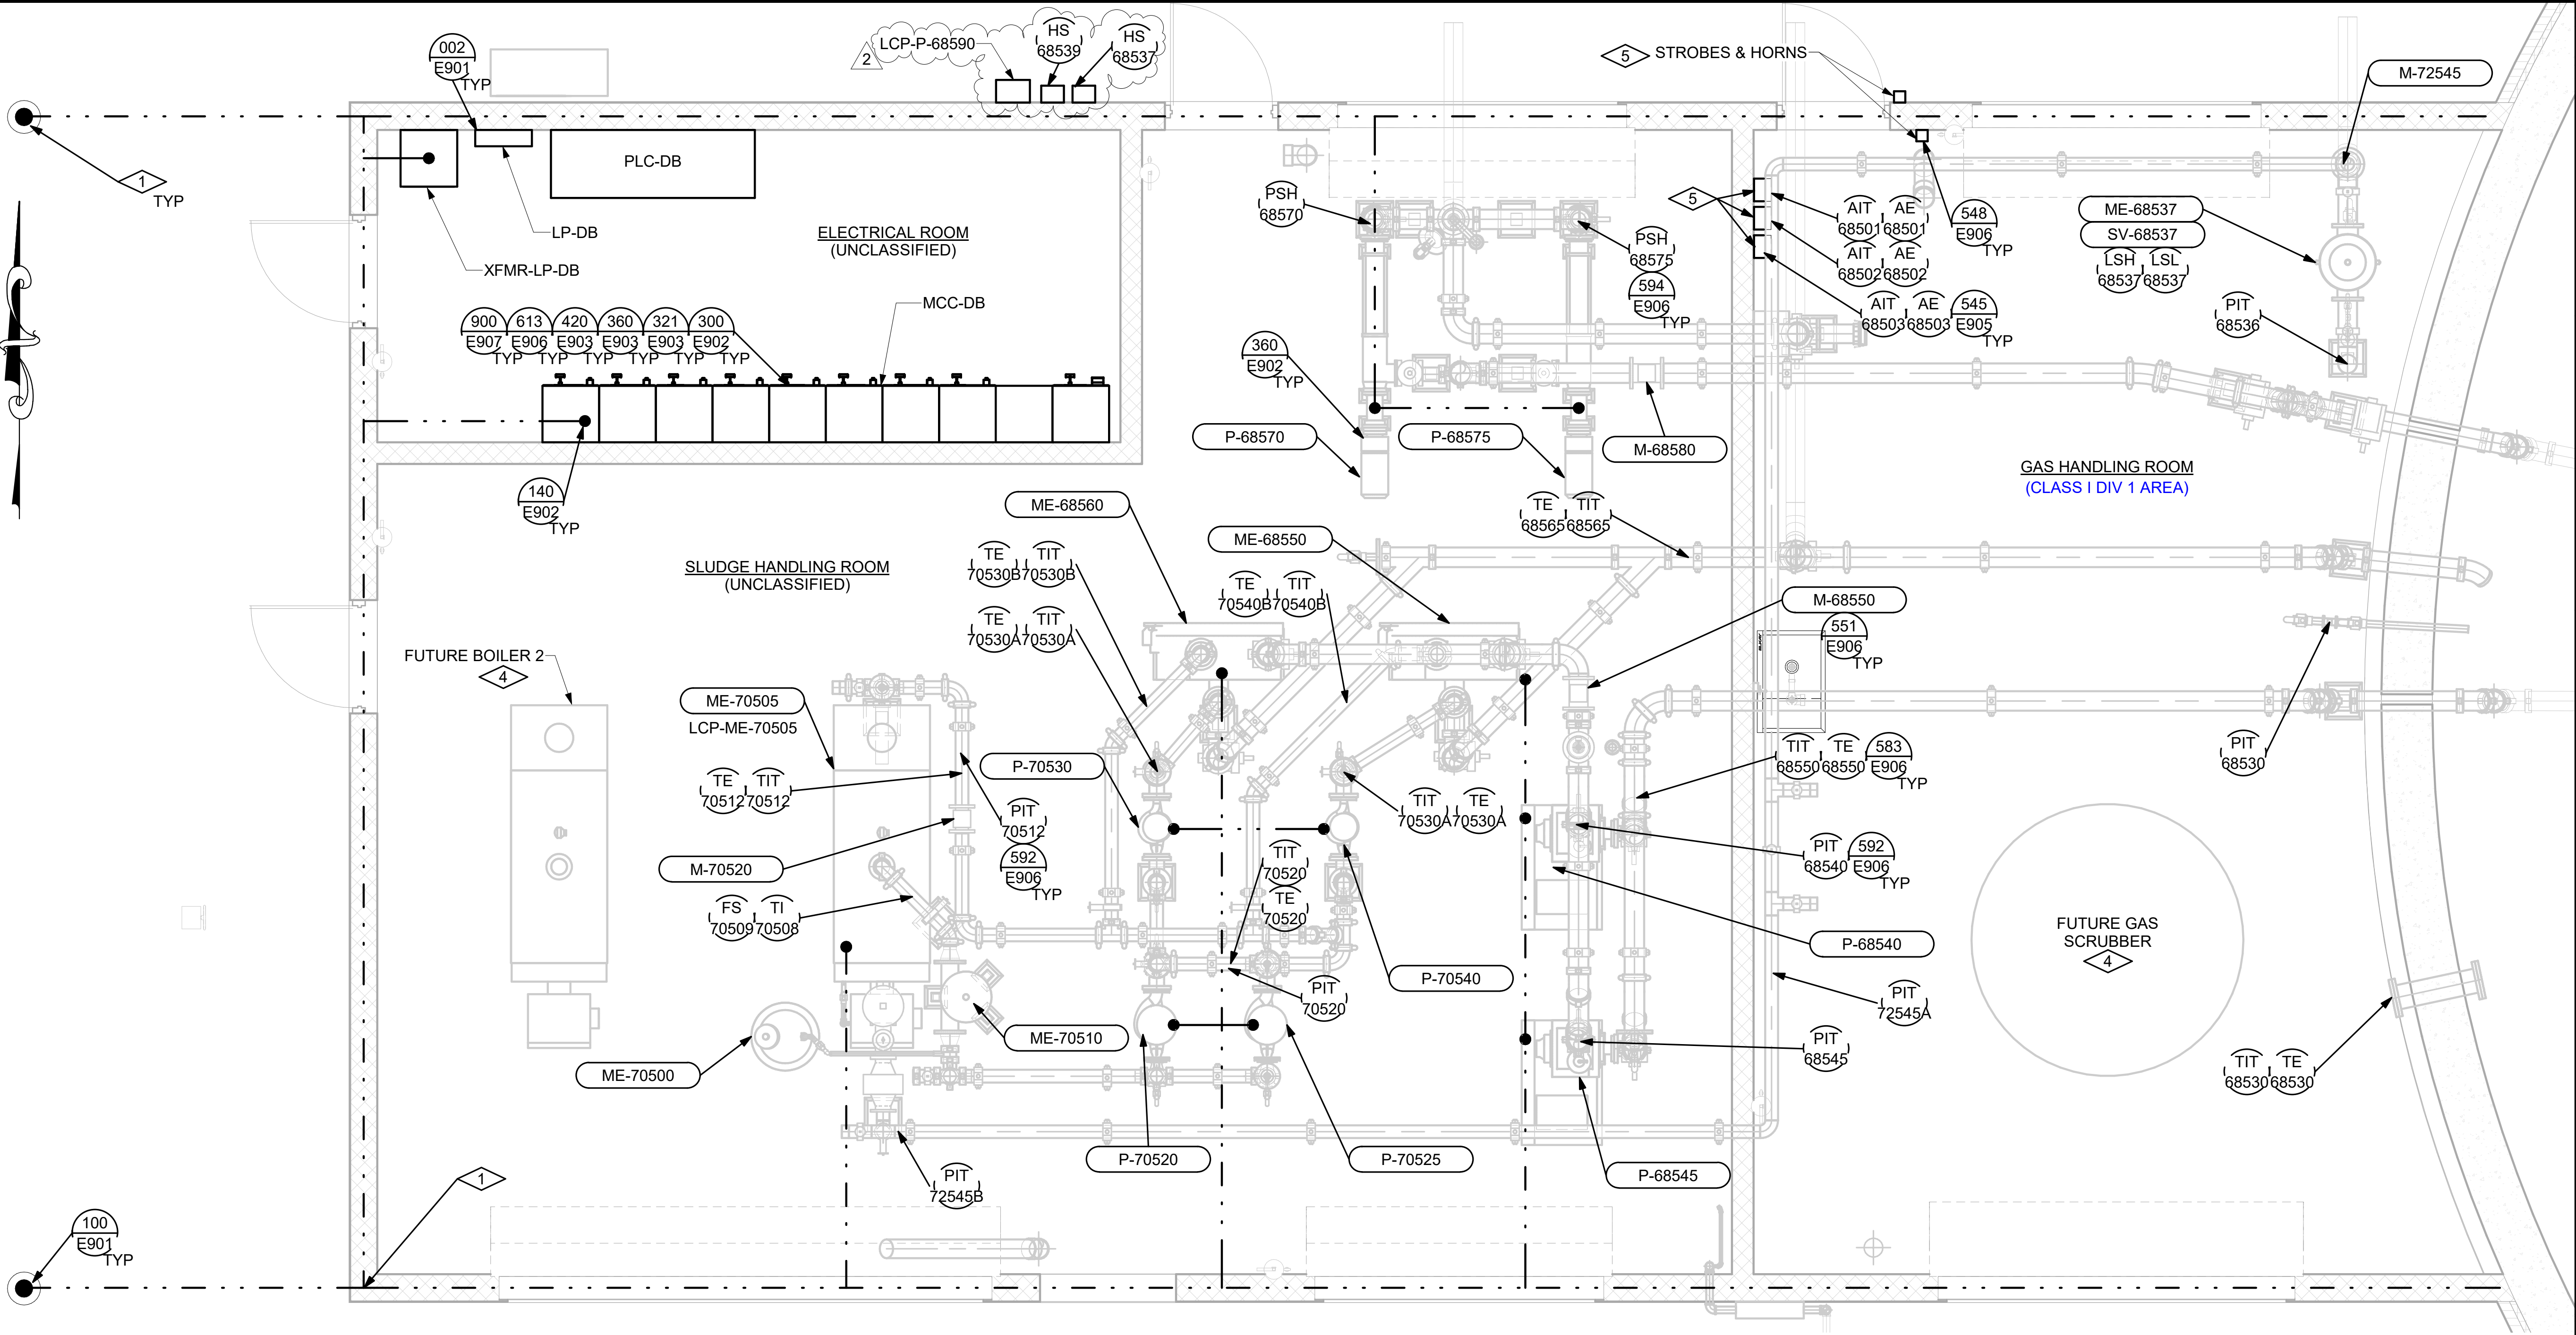 002
E901
TYP
2
LCP-P-68590
HS
68539
HS
68537
5
STROBES & HORNS
M-72545
1
TYP
PLC-DB
LP-DB
XFMR-LP-DB
ELECTRICAL ROOM
(UNCLASSIFIED)
PSH
68570
PSH
68575
594
E906
TYP
5
AIT
68501
AE
68501
548
E906
TYP
AIT
68502
AE
68502
AIT
68503
AE
68503
545
E905
TYP
ME-68537
SV-68537
LSH
68537
LSL
68537
PIT
68536
900
E907
TYP
613
E906
TYP
420
E903
TYP
360
E903
TYP
321
E903
TYP
300
E902
TYP
MCC-DB
360
E902
TYP
P-68570
P-68575
M-68580
GAS HANDLING ROOM
(CLASS I DIV 1 AREA)
140
E902
TYP
ME-68560
TE
68565
TIT
68565
ME-68550
TE
70530B
TIT
70530B
SLUDGE HANDLING ROOM
(UNCLASSIFIED)
TE
70540B
TIT
70540B
M-68550
TE
70530A
TIT
70530A
551
E906
TYP
FUTURE BOILER 2
4
ME-70505
LCP-ME-70505
P-70530
TIT
68550
TE
68550
583
E906
TYP
PIT
68530
TE
70512
TIT
70512
PIT
70512
592
E906
TYP
TIT
70530A
TE
70530A
M-70520
TIT
70520
TE
70520
PIT
68540
592
E906
TYP
FS
70509
TI
70508
FUTURE GAS
SCRUBBER
4
P-68540
P-70540
PIT
70520
PIT
72545A
ME-70510
PIT
68545
ME-70500
TIT
68530
TE
68530
P-70520
P-70525
P-68545
1
PIT
72545B
100
E901
TYP